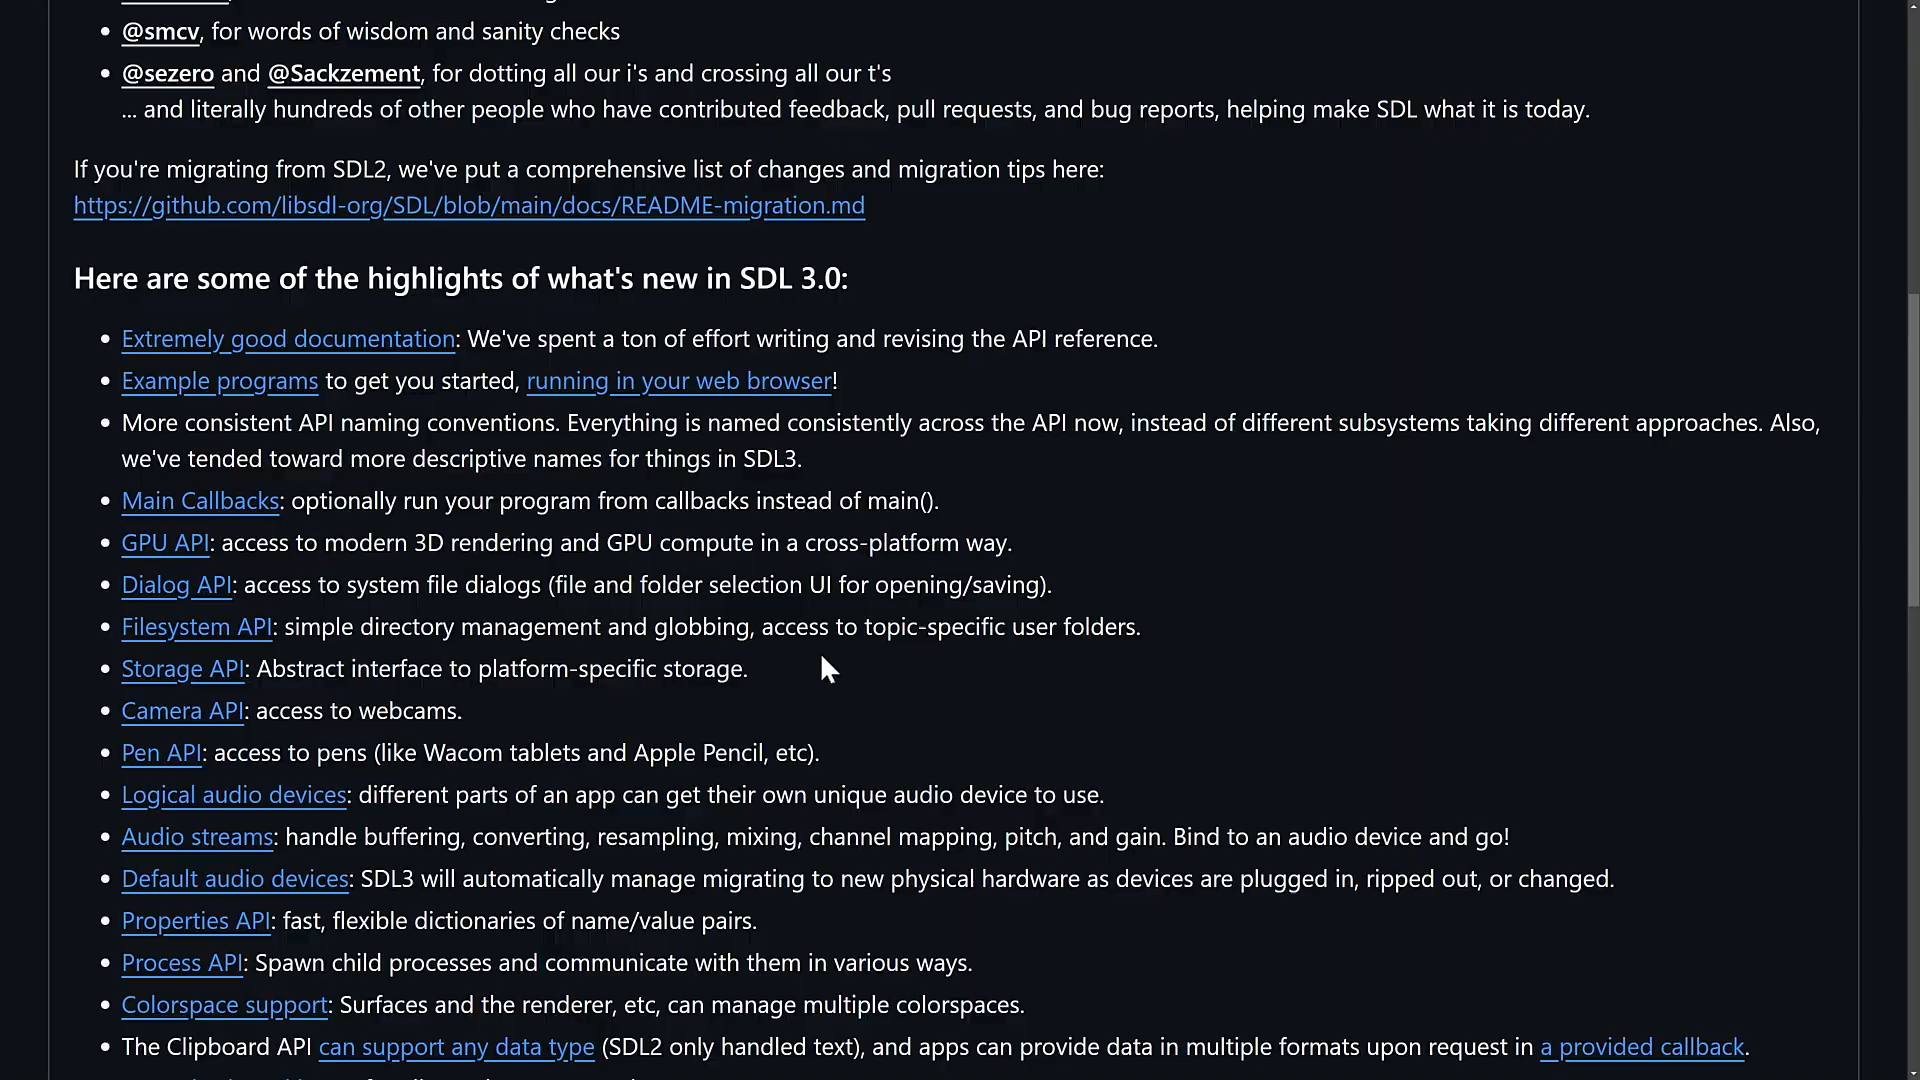 @smcv, for words of wisdom and sanity checks
@sezero and @Sackzement, for dotting all our i's and crossing all our t's
... and literally hundreds of other people who have contributed feedback, pull requests, and bug reports, helping make SDL what it is today.
If you're migrating from SDL2, we've put a comprehensive list of changes and migration tips here:
https://github.com/libsdl-org/SDL/blob/main/docs/README-migration.md
Here are some of the highlights of what's new in SDL 3.0:
Extremely good documentation: We've spent a ton of effort writing and revising the API reference.
Example programs to get you started, running in your web browser!
More consistent API naming conventions. Everything is named consistently across the API now, instead of different subsystems taking different approaches. Also,
we've tended toward more descriptive names for things in SDL3.
Main Callbacks: optionally run your program from callbacks instead of main().
GPU API: access to modern 3D rendering and GPU compute in a cross-platform way.
Dialog API: access to system file dialogs (file and folder selection UI for opening/saving).
Filesystem API: simple directory management and globbing, access to topic-specific user folders.
Storage API: Abstract interface to platform-specific storage.
Camera API: access to webcams.
Pen API: access to pens (like Wacom tablets and Apple Pencil, etc).
Logical audio devices: different parts of an app can get their own unique audio device to use.
Audio streams: handle buffering, converting, resampling, mixing, channel mapping, pitch, and gain. Bind to an audio device and go!
Default audio devices: SDL3 will automatically manage migrating to new physical hardware as devices are plugged in, ripped out, or changed.
Properties API: fast, flexible dictionaries of name/value pairs.
Process API: Spawn child processes and communicate with them in various ways.
Colorspace support: Surfaces and the renderer, etc, can manage multiple colorspaces.
The Clipboard API can support any data type (SDL2 only handled text), and apps can provide data in multiple formats upon request in a provided callback.